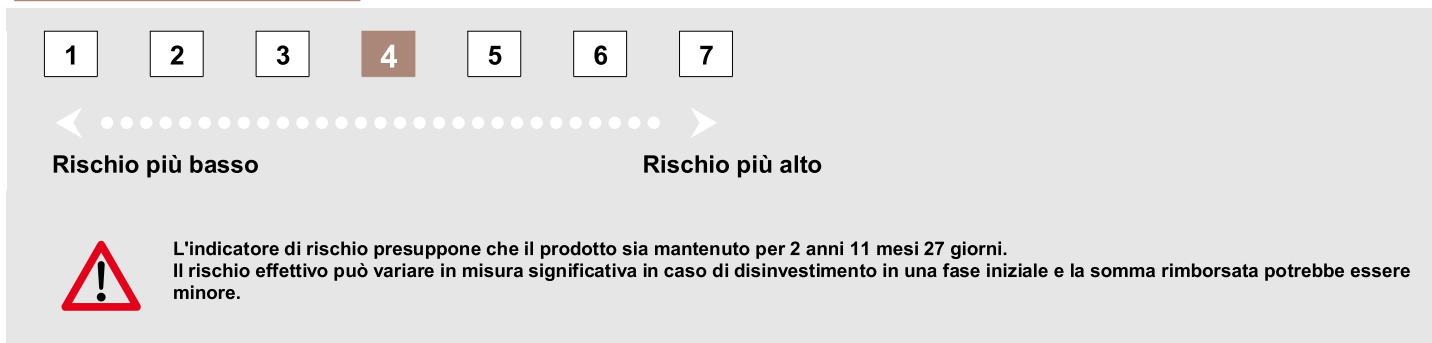 1 2 3 4 5 6 7
Rischio più basso Rischio più alto
L'indicatore di rischio presuppone che il prodotto sia mantenuto per 2 anni 11 mesi 27 giorni.
Il rischio effettivo può variare in misura significativa in caso di disinvestimento in una fase iniziale e la somma rimborsata potrebbe essere
minore.